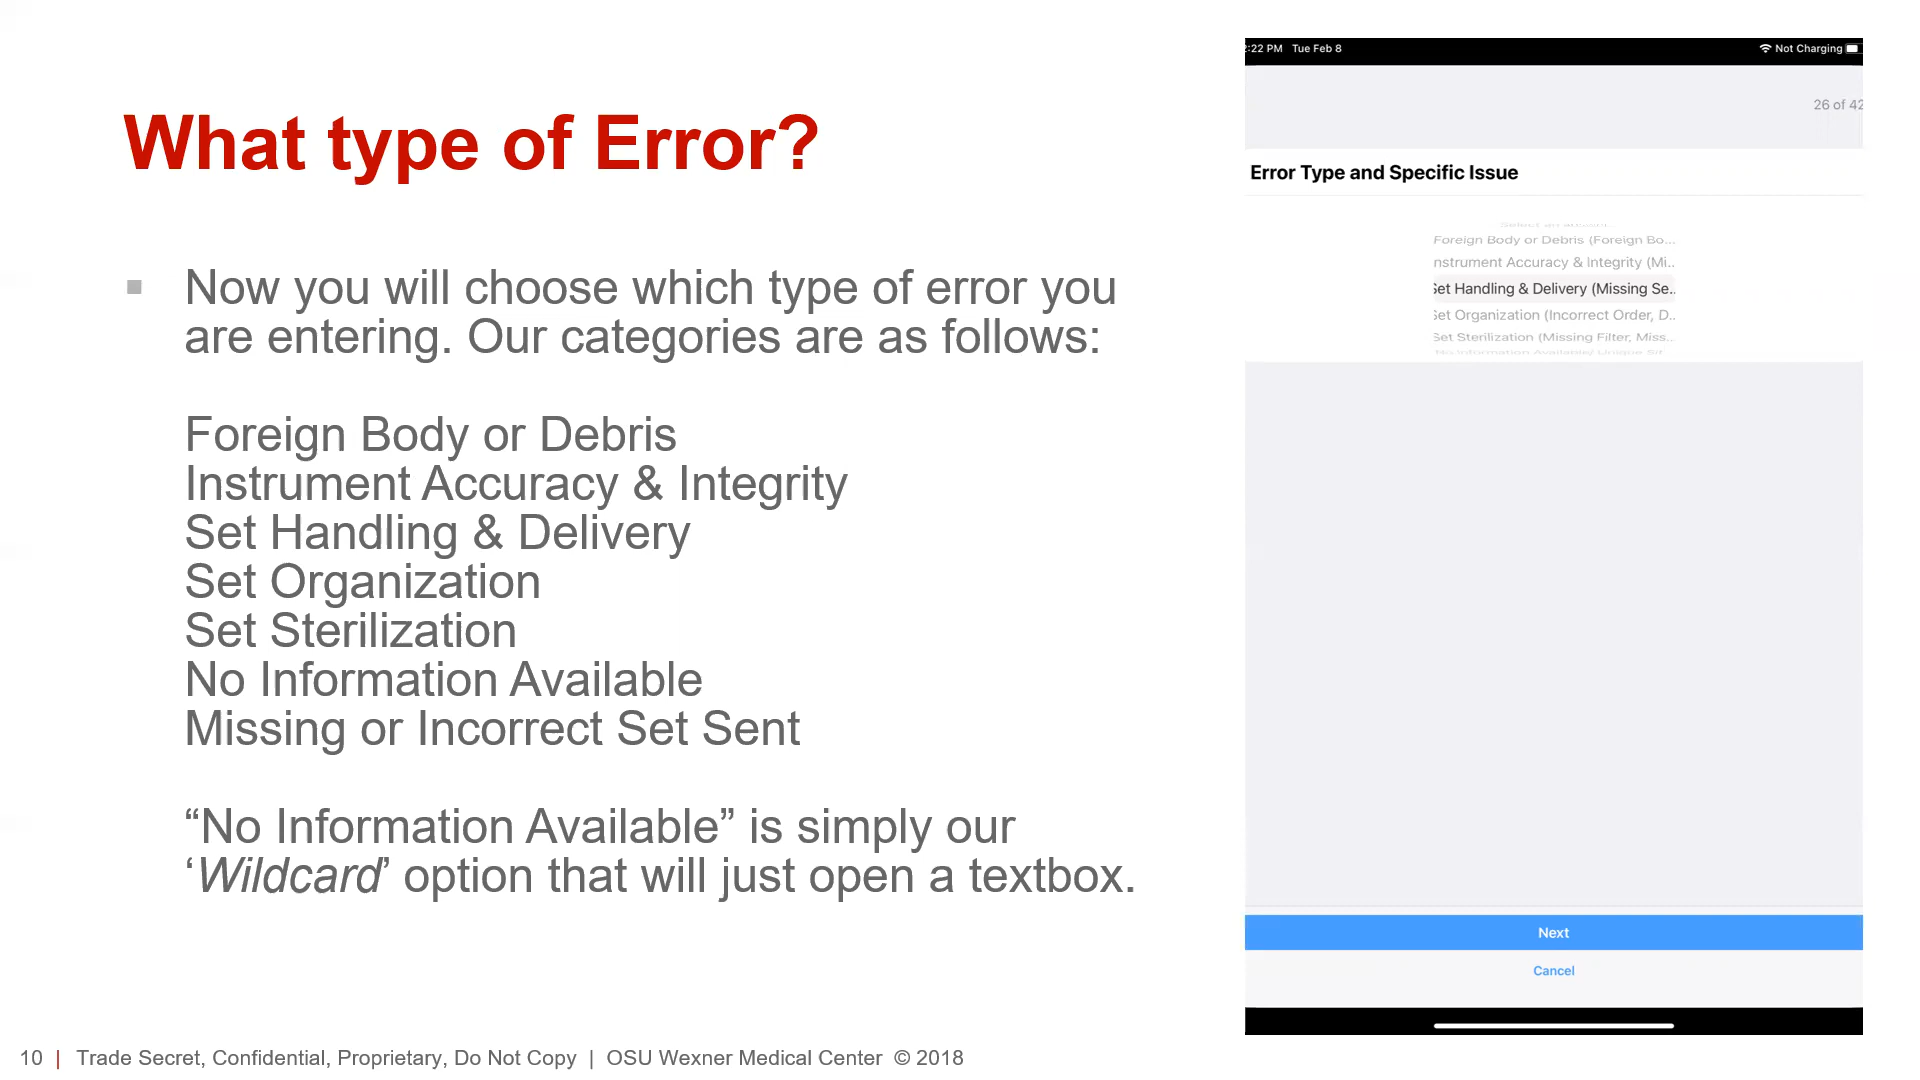 What type of Error?
Now you will choose which type of error you
are entering. Our categories are as follows:
Foreign Body or Debris
Instrument Accuracy & Integrity
Set Handling & Delivery
Set Organization
Set Sterilization
No Information Available
Missing or Incorrect Set Sent
“No Information Available” is simply our
‘Wildcard’ option that will just open a textbox.
10 | Trade Secret, Confidential, Proprietary, Do Not Copy | OSU Wexner Medical Center © 2018
:22 PM Tue Feb 8 Not Charging
26 of 42
Error Type and Specific Issue
Foreign Body or Debris (Foreign Bo...
nstrument Accuracy & Integrity (Mi...
Set Handling & Delivery (Missing Se...
Set Organization (Incorrect Order, D...
Set Sterilization (Missing Filter, Miss...
No Information Available/ Unique Sit
Next
Cancel